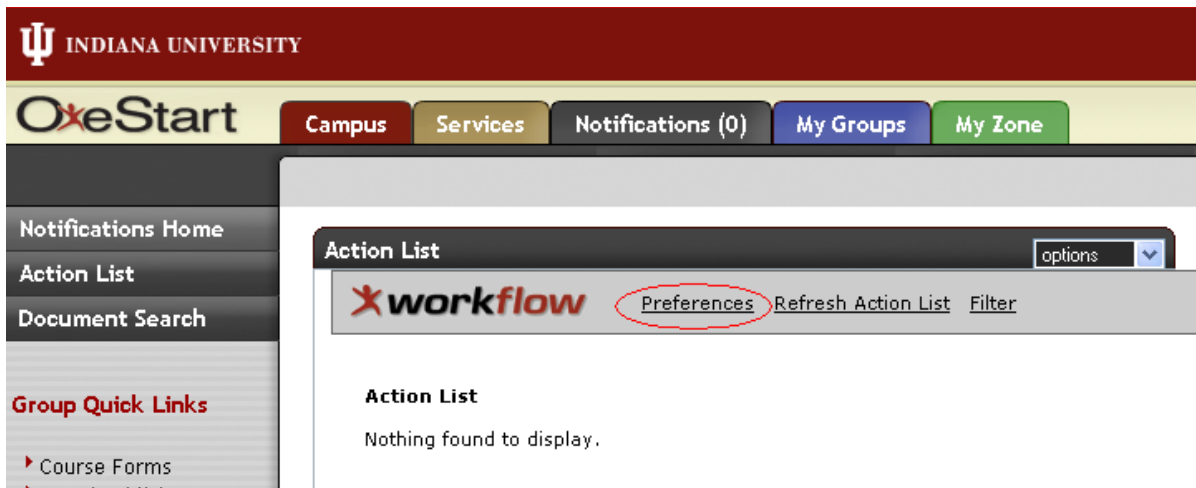 INDIANA UNIVERSITY
OneStart
Campus Services Notifications (0) My Groups My Zone
Notifications Home
Action List
Document Search
Group Quick Links
Course Forms
Action List options
workflow Preferences Refresh Action List Filter
Action List
Nothing found to display.